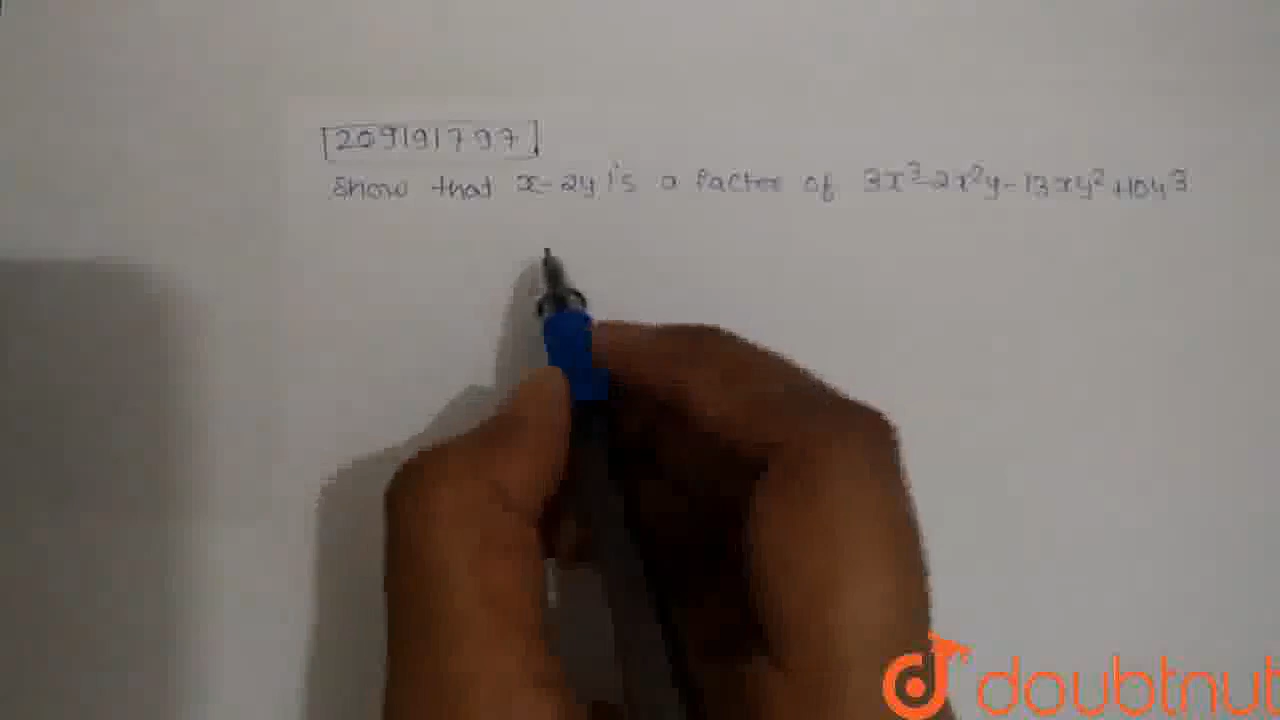 [209191797]
Show that x-2y is a factor of 3x³-2x²y-13xy²+10y³
doubtnut